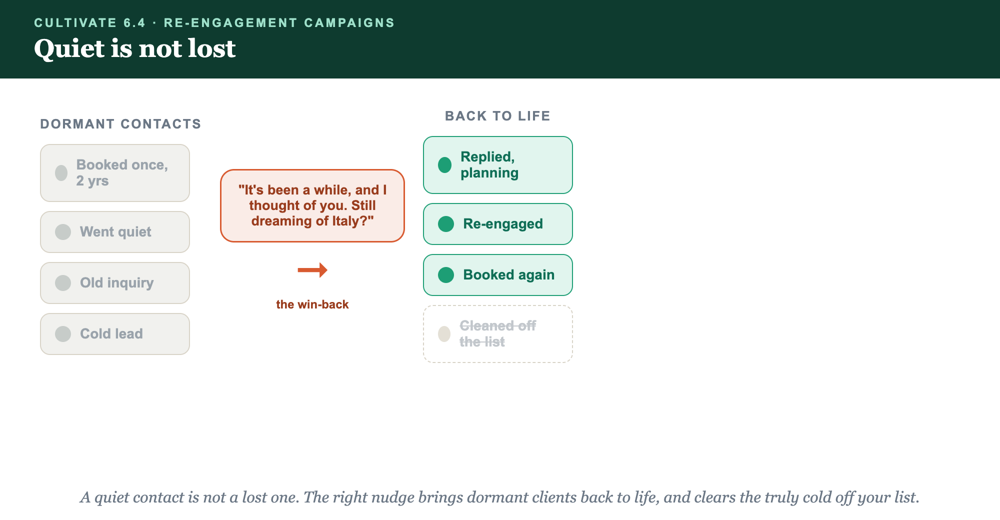 CULTIVATE 6.4 · RE-ENGAGEMENT CAMPAIGNS
Quiet is not lost
DORMANT CONTACTS
Booked once,
2 yrs
Went quiet
Old inquiry
Cold lead
"It's been a while, and I
thought of you. Still
dreaming of Italy?"
the win-back
BACK TO LIFE
Replied,
planning
Re-engaged
Booked again
Cleaned off
the list
A quiet contact is not a lost one. The right nudge brings dormant clients back to life, and clears the truly cold off your list.